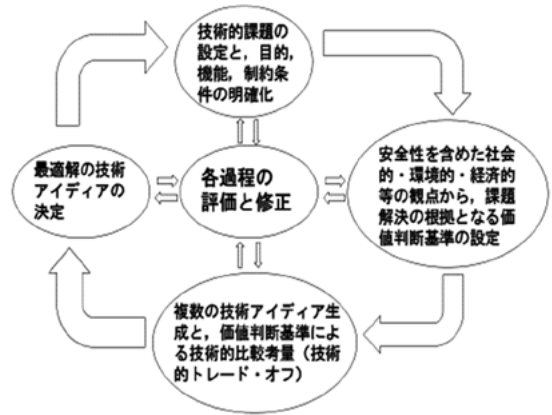 技術的課題の
設定と，目的，
機能，制約条
件の明確化
安全性を含めた社会
的・環境的・経済的
等の観点から，課題
解決の根拠となる価
値判断基準の設定
各過程の
評価と修正
最適解の技術
アイディアの
決定
複数の技術アイディア生
成と，価値判断基準によ
る技術的比較考量（技術
的トレード・オフ）